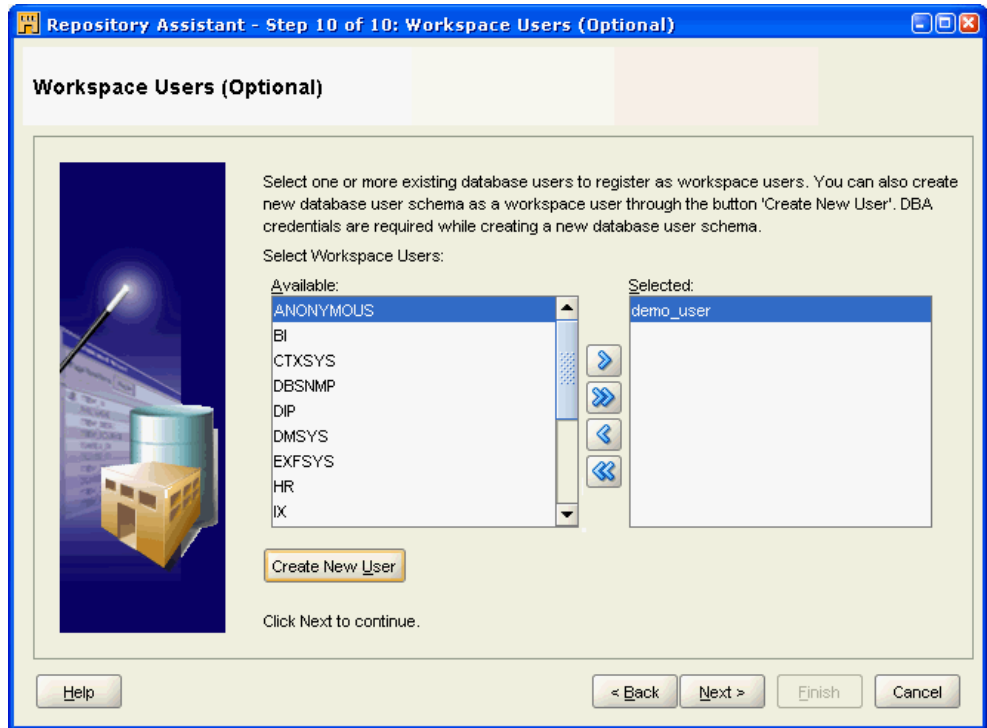 Repository Assistant - Step 10 of 10: Workspace Users (Optional)
Workspace Users (Optional)
Select one or more existing database users to register as workspace users. You can also create
new database user schema as a workspace user through the button 'Create New User'. DBA
credentials are required while creating a new database user schema.
Select Workspace Users:
Available:
ANONYMOUS
BI
CTXSYS
DBSNMP
DIP
DMSYS
EXFSYS
HR
IX
Selected:
demo_user
Create New User
Click Next to continue.
Help
< Back
Next >
Finish
Cancel